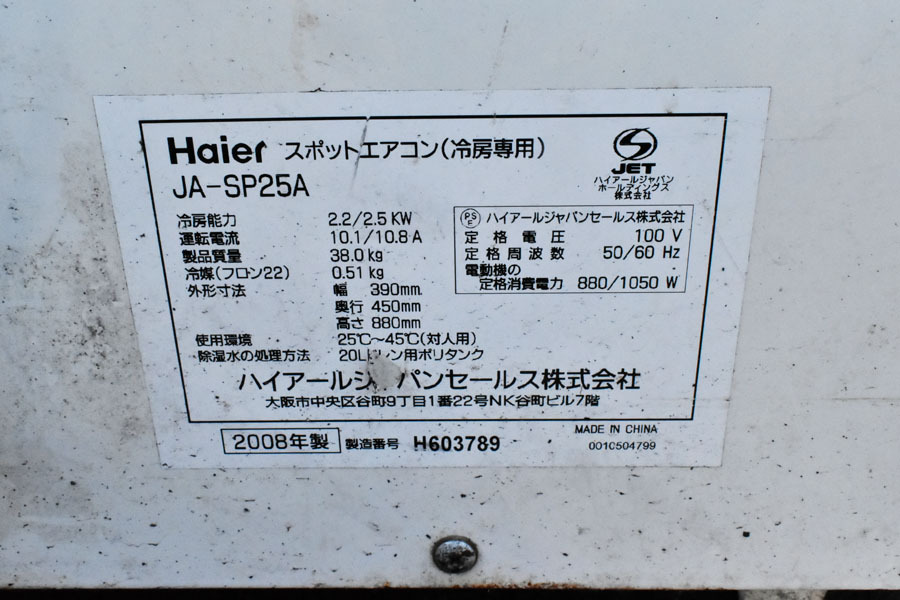 Haier スポットエアコン(冷房専用)
JA-SP25A
JET
ハイアールジャパン
ホールディングス
株式会社
冷房能力 2.2/2.5 KW
運転電流 10.1/10.8 A
製品質量 38.0 kg
冷媒(フロン22) 0.51 kg
外形寸法 幅 390mm
奥行 450mm
高さ 880mm
PSE ハイアールジャパンセールス株式会社
定格電圧 100 V
定格周波数 50/60 Hz
電動機の
定格消費電力 880/1050 W
使用環境 25℃～45℃(対人用)
除湿水の処理方法 20Lドレン用ポリタンク
ハイアールジャパンセールス株式会社
大阪市中央区谷町9丁目1番22号NK谷町ビル7階
2008年製 製造番号 H603789
MADE IN CHINA
0010504799